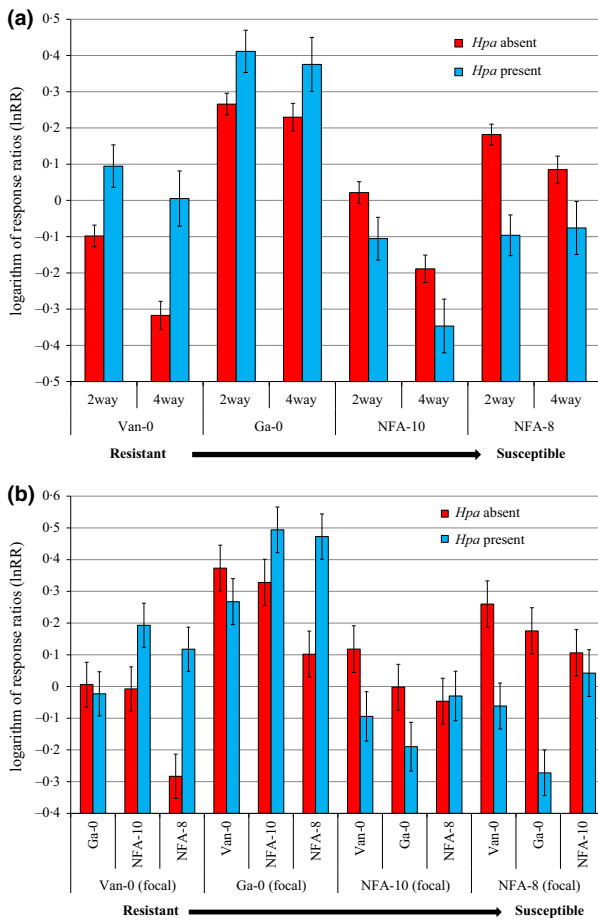 (a)
0·5
0·4
0·3
0·2
0·1
0
–0·1
–0·2
–0·3
–0·4
–0·5
logarithm of response ratios (lnRR)
Hpa absent
Hpa present
2way 4way 2way 4way 2way 4way 2way 4way
Van-0 Ga-0 NFA-10 NFA-8
Resistant Susceptible
(b)
0·6
0·5
0·4
0·3
0·2
0·1
0
–0·1
–0·2
–0·3
–0·4
logarithm of response ratios (lnRR)
Hpa absent
Hpa present
Ga-0 NFA-10 NFA-8 Van-0 NFA-10 NFA-8 Van-0 Ga-0 NFA-8 Van-0 Ga-0 NFA-10
Van-0 (focal) Ga-0 (focal) NFA-10 (focal) NFA-8 (focal)
Resistant Susceptible